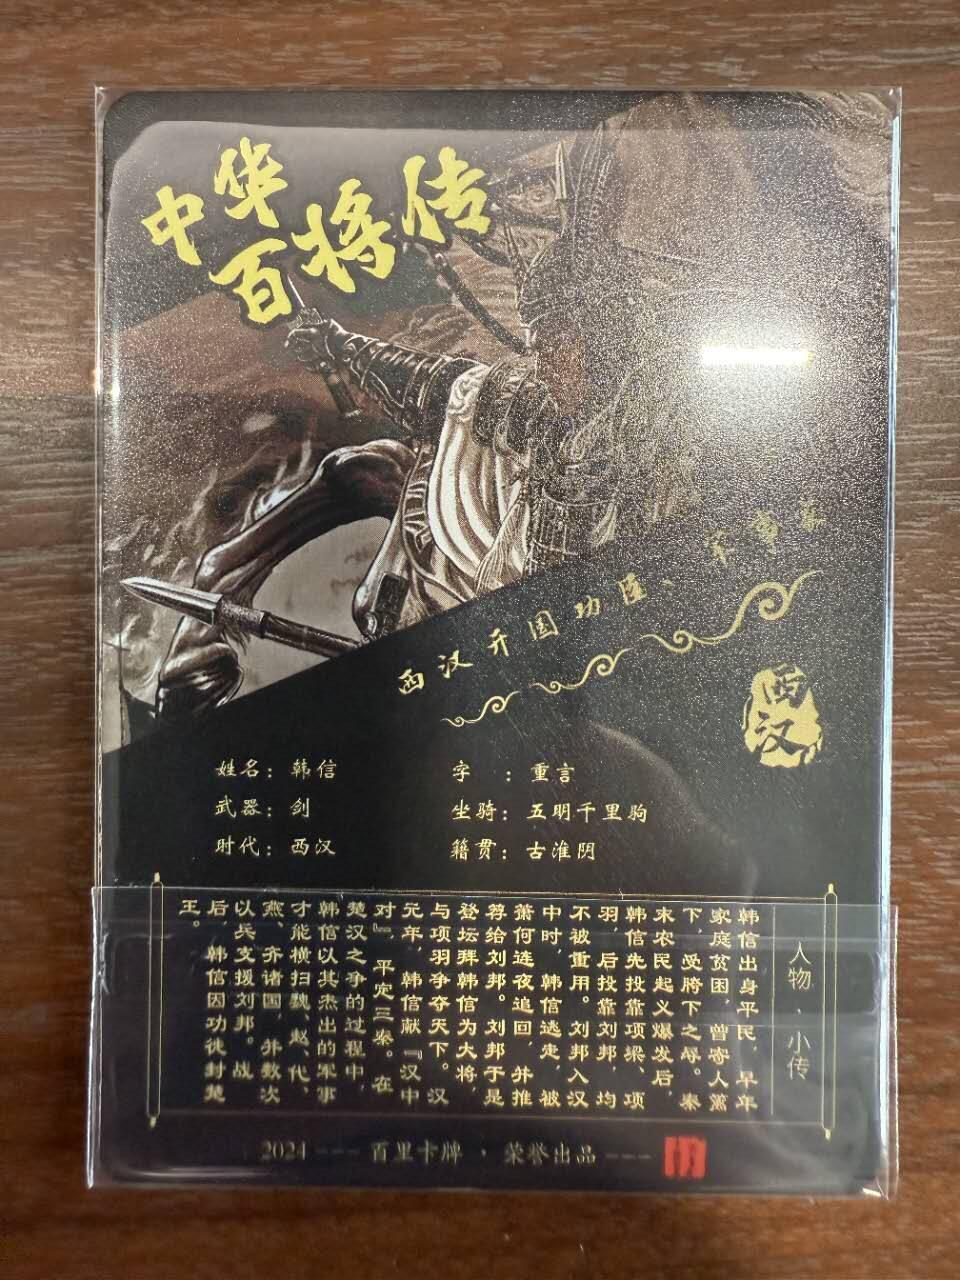 中华
百将传
西汉开国功臣、军事家
西汉
姓名：韩信
字　：重言
武器：剑
坐骑：五明千里驹
时代：西汉
籍贯：古淮阴
人物·小传
韩信出身平民，早年
家庭贫困，曾寄人篱
下，受胯下之辱。秦
末农民起义爆发后，
韩信先投靠项梁、项
羽，后投靠刘邦，均
不被重用。刘邦入汉
中时，韩信逃走，被
萧何连夜追回，并推
荐给刘邦。刘邦于是
登坛拜韩信为大将
与项羽争夺天下。汉
元年，韩信献『汉中
对』，平定三秦。在
楚汉之争的过程中，
韩信以其杰出的军事
才能横扫魏、赵、代、
燕、齐诸国，并数次
以兵支援刘邦。战
后，韩信因功徙封楚
王。
2024 --- 百里卡牌，荣誉出品 ---